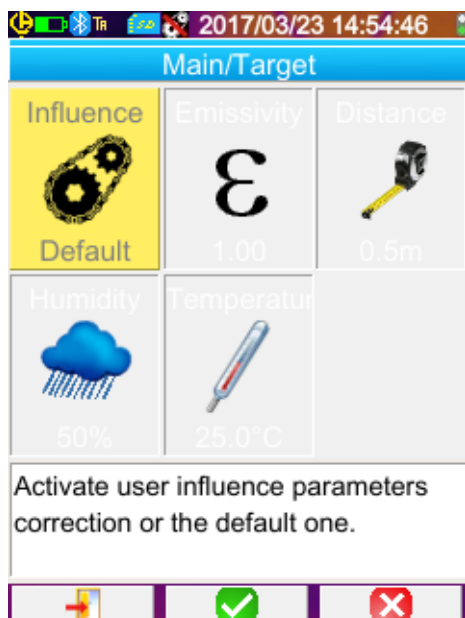 TR 2017/03/23 14:54:46
Main/Target
Influence Emissivity Distance
ε
Default 1.00 0.5m
Humidity Temperatur
50% 25.0°C
Activate user influence parameters
correction or the default one.